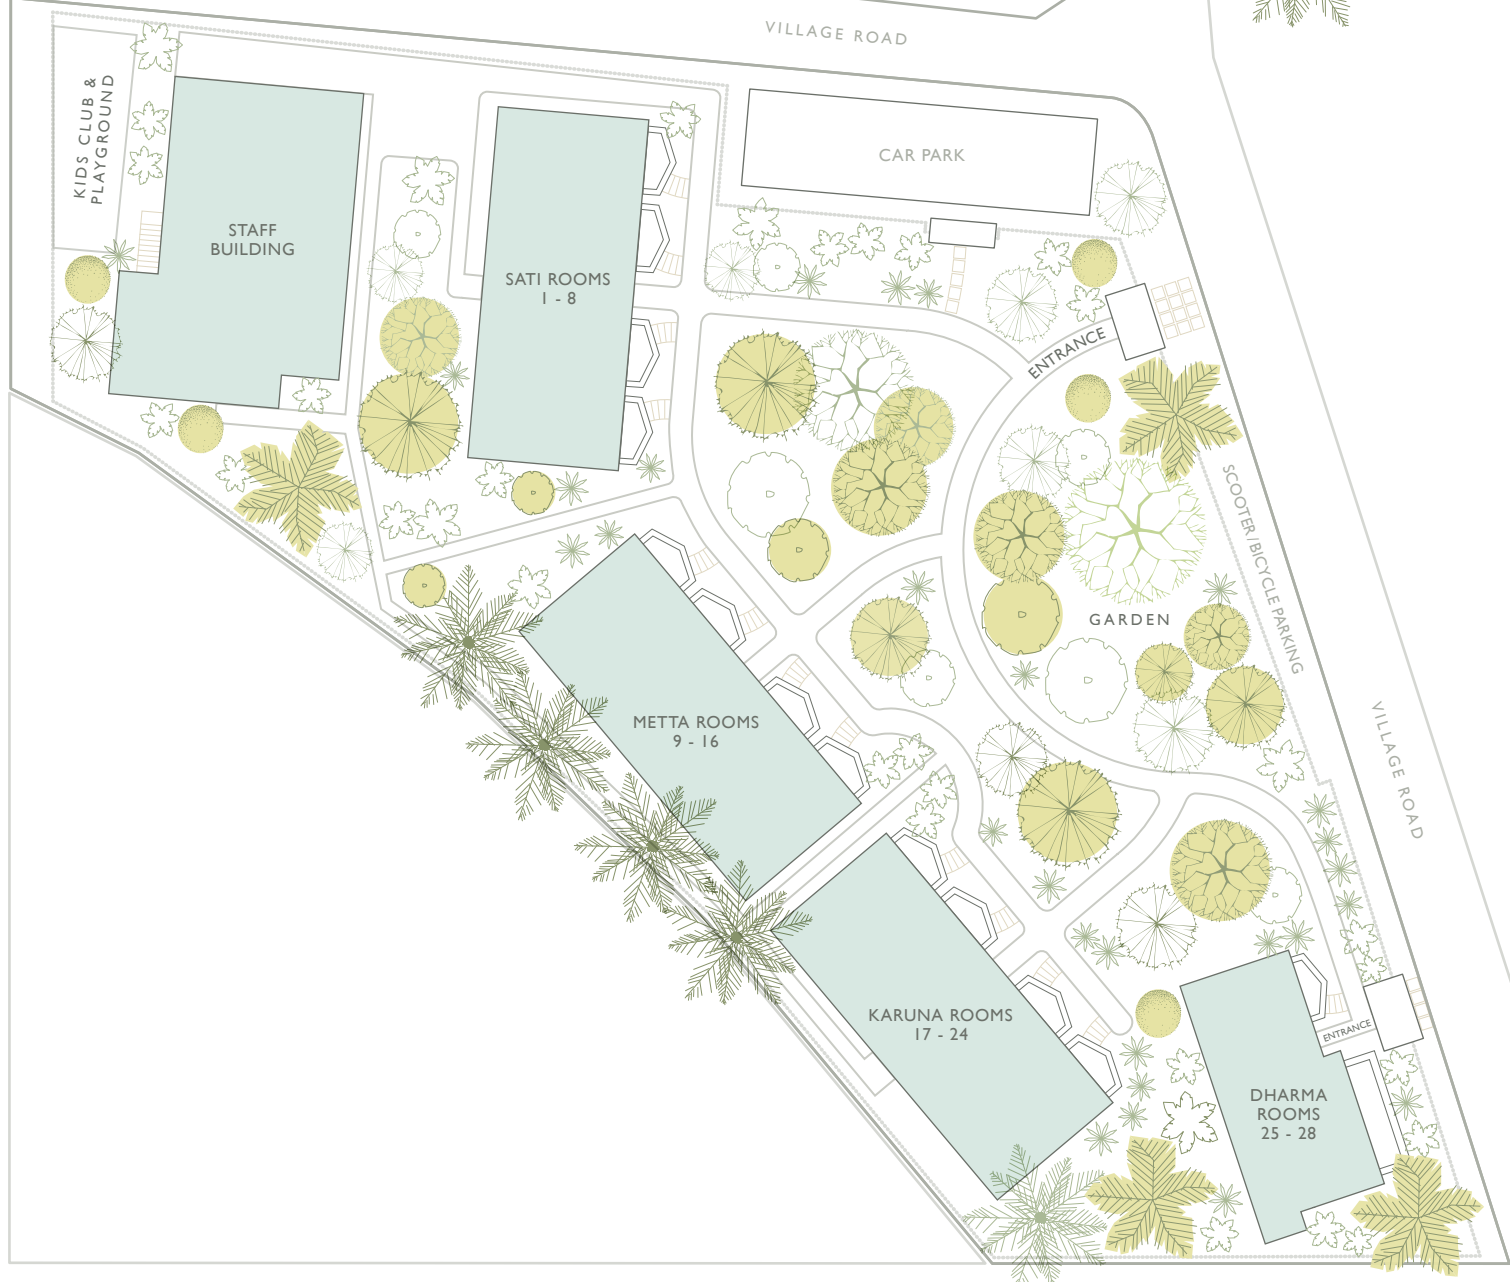 VILLAGE ROAD
KIDS CLUB &
PLAYGROUND
CAR PARK
STAFF
BUILDING
SATI ROOMS
1 - 8
ENTRANCE
SCOOTER/BICYCLE PARKING
GARDEN
METTA ROOMS
9 - 16
VILLAGE ROAD
KARUNA ROOMS
17 - 24
ENTRANCE
DHARMA
ROOMS
25 - 28